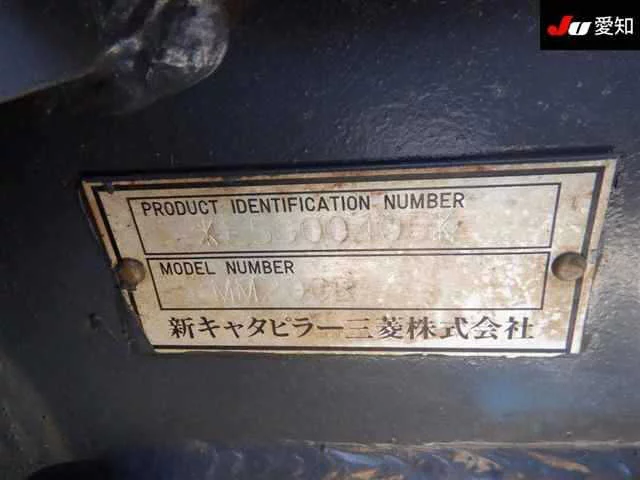 JU 愛知
PRODUCT IDENTIFICATION NUMBER
MODEL NUMBER
新キャタピラー三菱株式会社